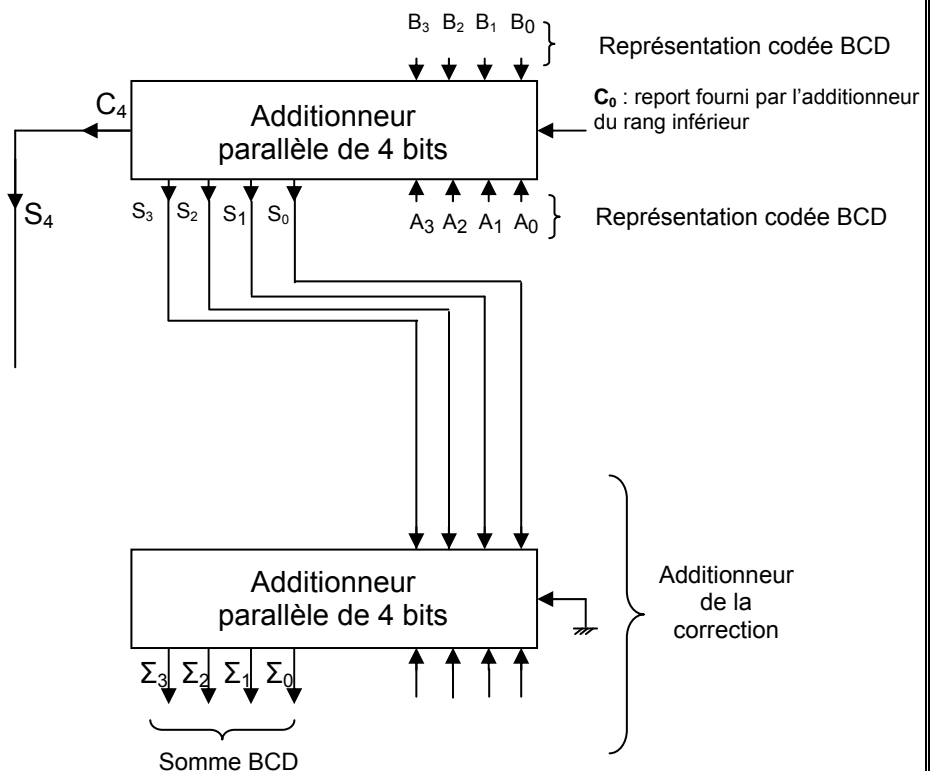 B₃ B₂ B₁ B₀
Représentation codée BCD
C₄
Additionneur
parallèle de 4 bits
C₀ : report fourni par l'additionneur
du rang inférieur
S₄
S₃ S₂ S₁ S₀
A₃ A₂ A₁ A₀
Représentation codée BCD
Additionneur
parallèle de 4 bits
Additionneur
de la
correction
Σ₃ Σ₂ Σ₁ Σ₀
Somme BCD